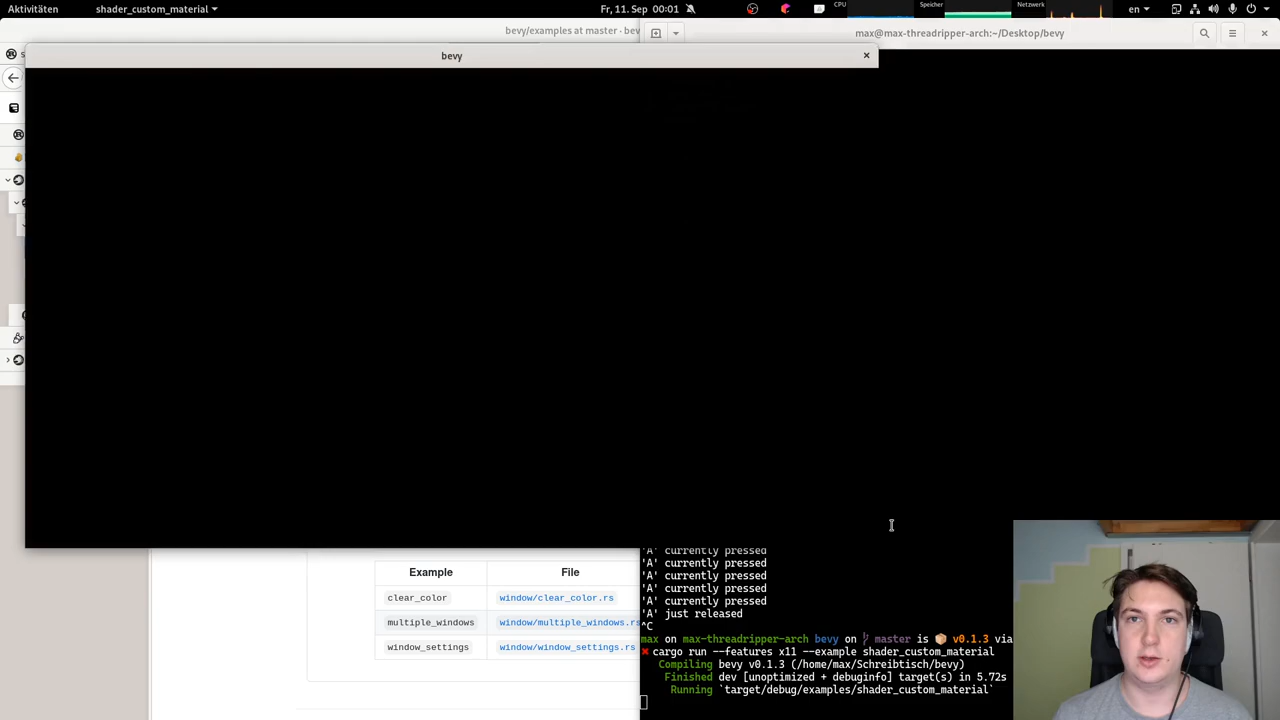 Aktivitäten shader_custom_material Fr, 11. Sep 00:01 CPU Speicher Netzwerk en
bevy/examples at master · bev max@max-threadripper-arch:~/Desktop/bevy
bevy
Example File
clear_color window/clear_color.rs
multiple_windows window/multiple_windows.rs
window_settings window/window_settings.rs
'A' currently pressed
'A' currently pressed
'A' currently pressed
'A' currently pressed
'A' currently pressed
'A' just released
^C
max on max-threadripper-arch bevy on master is v0.1.3 via
cargo run --features x11 --example shader_custom_material
Compiling bevy v0.1.3 (/home/max/Schreibtisch/bevy)
Finished dev [unoptimized + debuginfo] target(s) in 5.72s
Running `target/debug/examples/shader_custom_material`